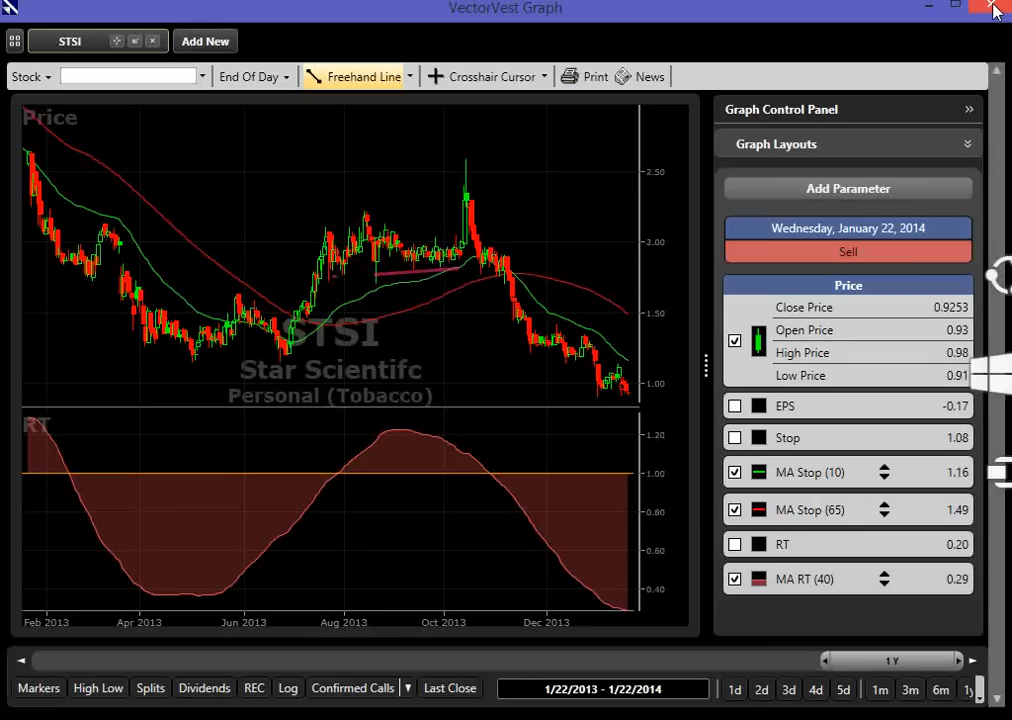 VectorVest Graph
STSI Add New
Stock End Of Day Freehand Line Crosshair Cursor Print News
Price
2.50
2.00
1.50
1.00
STSI
Star Scientifc
Personal (Tobacco)
RT
1.20
1.00
0.80
0.60
0.40
Feb 2013 Apr 2013 Jun 2013 Aug 2013 Oct 2013 Dec 2013
Graph Control Panel
Graph Layouts
Add Parameter
Wednesday, January 22, 2014
Sell
Price
Close Price 0.9253
Open Price 0.93
High Price 0.98
Low Price 0.91
EPS -0.17
Stop 1.08
MA Stop (10) 1.16
MA Stop (65) 1.49
RT 0.20
MA RT (40) 0.29
1 Y
Markers High Low Splits Dividends REC Log Confirmed Calls Last Close 1/22/2013 - 1/22/2014 1d 2d 3d 4d 5d 1m 3m 6m